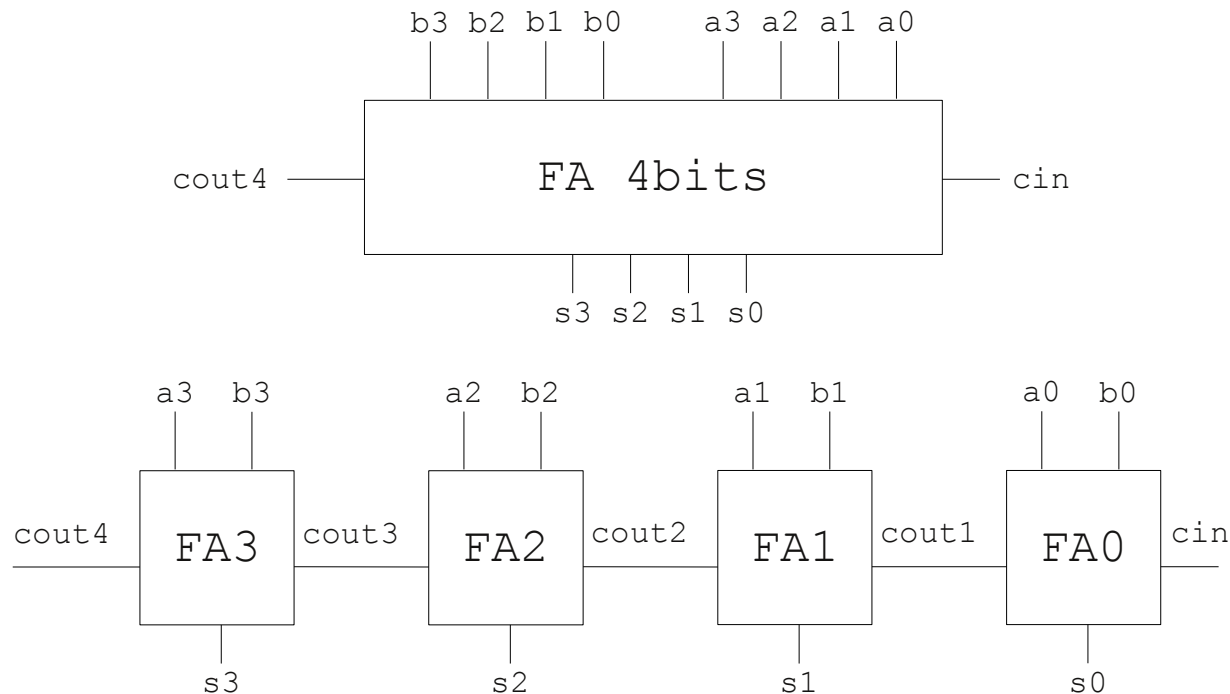 b3 b2 b1 b0 a3 a2 a1 a0
cout4 FA 4bits cin
s3 s2 s1 s0
a3 b3 a2 b2 a1 b1 a0 b0
cout4 FA3 cout3 FA2 cout2 FA1 cout1 FA0 cin
s3 s2 s1 s0